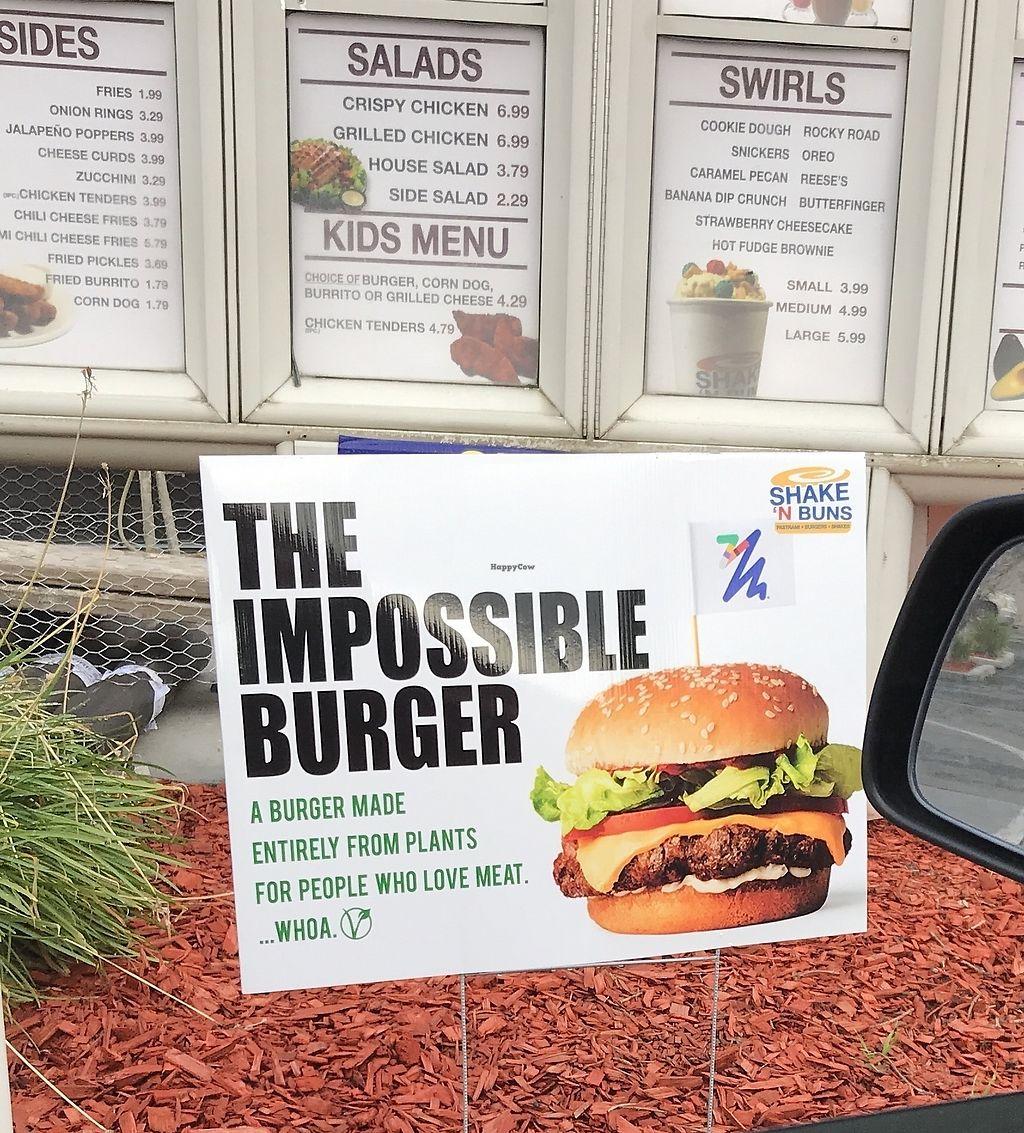 SIDES
FRIES 1.99
ONION RINGS 3.29
JALAPEÑO POPPERS 3.99
CHEESE CURDS 3.99
ZUCCHINI 3.29
CHICKEN TENDERS 3.99
CHILI CHEESE FRIES 3.79
MI CHILI CHEESE FRIES 5.79
FRIED PICKLES 3.69
FRIED BURRITO 1.79
CORN DOG 1.79
SALADS
CRISPY CHICKEN 6.99
GRILLED CHICKEN 6.99
HOUSE SALAD 3.79
SIDE SALAD 2.29
KIDS MENU
CHOICE OF BURGER, CORN DOG,
BURRITO OR GRILLED CHEESE 4.29
CHICKEN TENDERS 4.79
SWIRLS
COOKIE DOUGH ROCKY ROAD
SNICKERS OREO
CARAMEL PECAN REESE'S
BANANA DIP CRUNCH BUTTERFINGER
STRAWBERRY CHEESECAKE
HOT FUDGE BROWNIE
SMALL 3.99
MEDIUM 4.99
LARGE 5.99
SHAKE
'N BUNS
PASTRAMI • BURGERS • SHAKES
HappyCow
THE
IMPOSSIBLE
BURGER
A BURGER MADE
ENTIRELY FROM PLANTS
FOR PEOPLE WHO LOVE MEAT.
...WHOA.